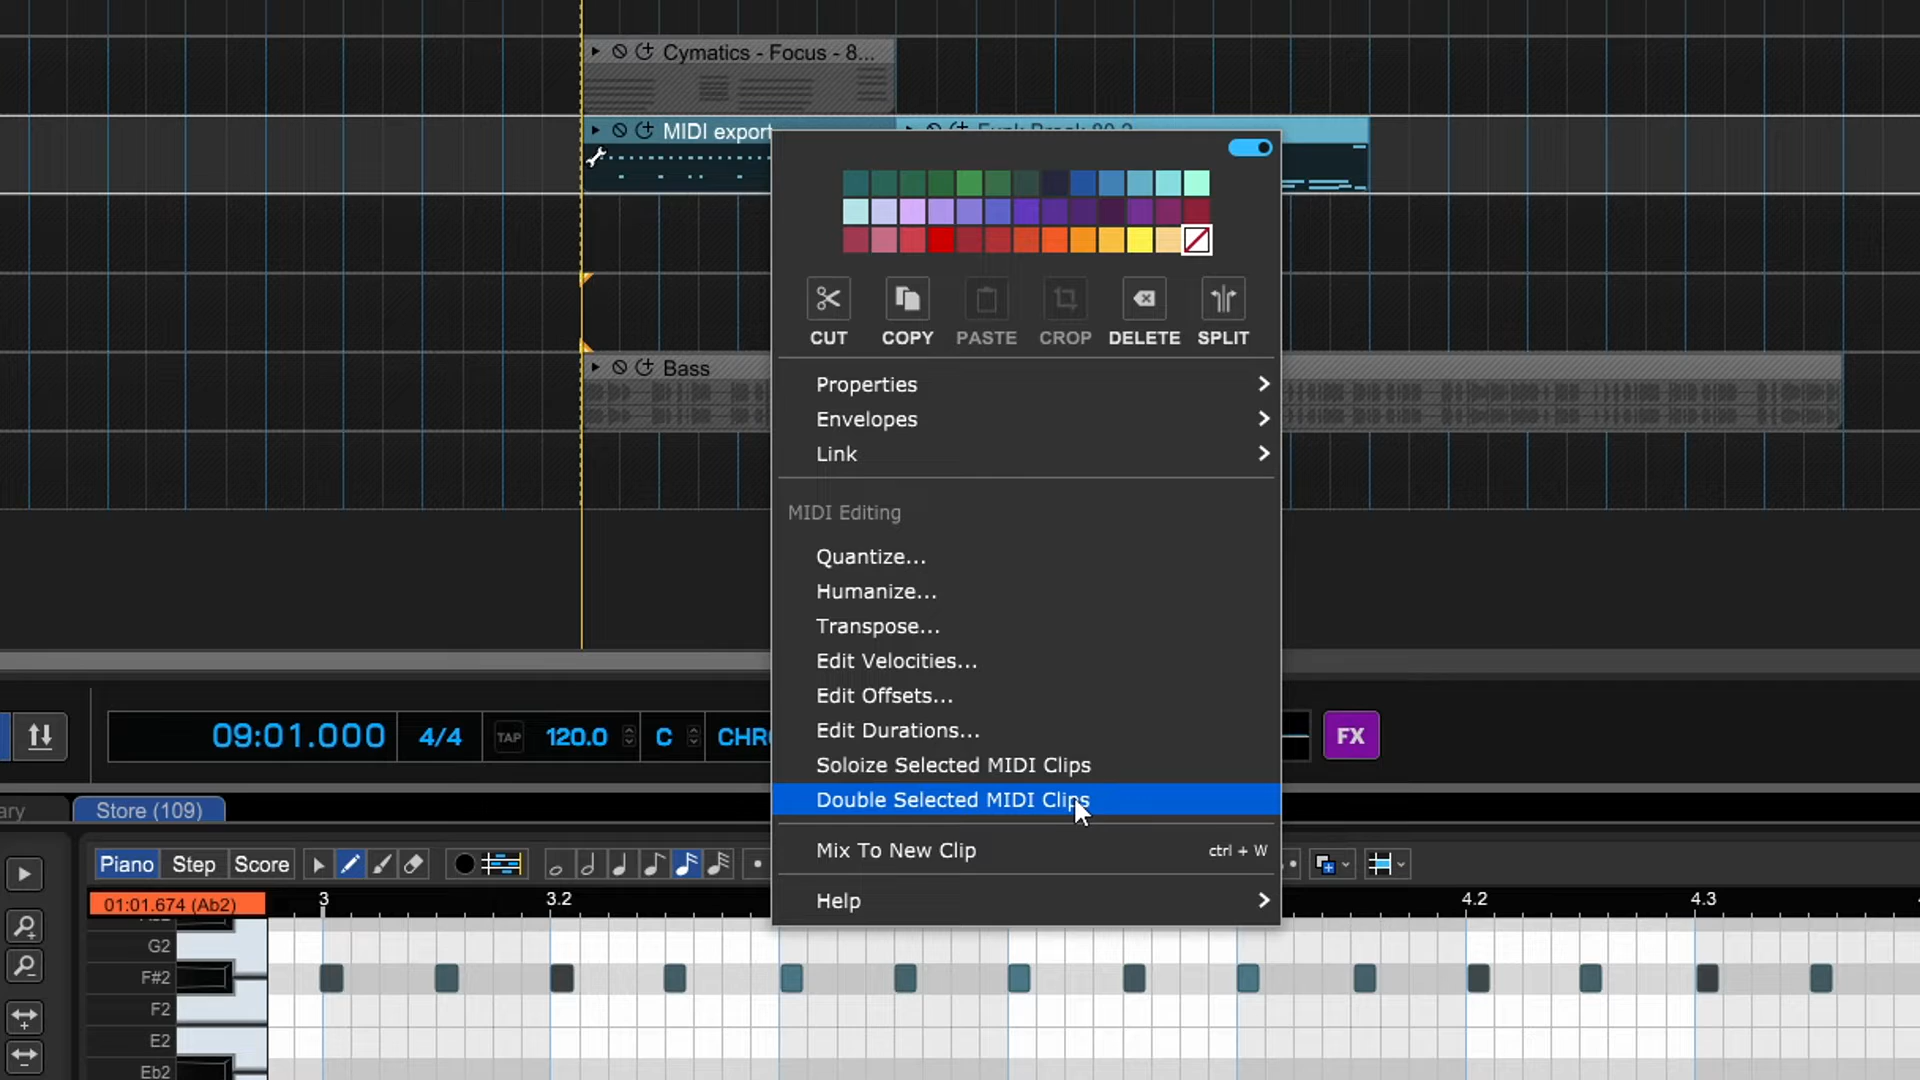 Cymatics - Focus - 8...
MIDI export
CUT COPY PASTE CROP DELETE SPLIT
Bass
Properties
Envelopes
Link
MIDI Editing
Quantize...
Humanize...
Transpose...
Edit Velocities...
Edit Offsets...
Edit Durations...
Soloize Selected MIDI Clips
Double Selected MIDI Clips
Mix To New Clip ctrl + W
Help
09:01.000 4/4 TAP 120.0 C CHRO
FX
ary Store (109)
Piano Step Score
01:01.674 (Ab2) 3 3.2 4.2 4.3
G2
F#2
F2
E2
Eb2